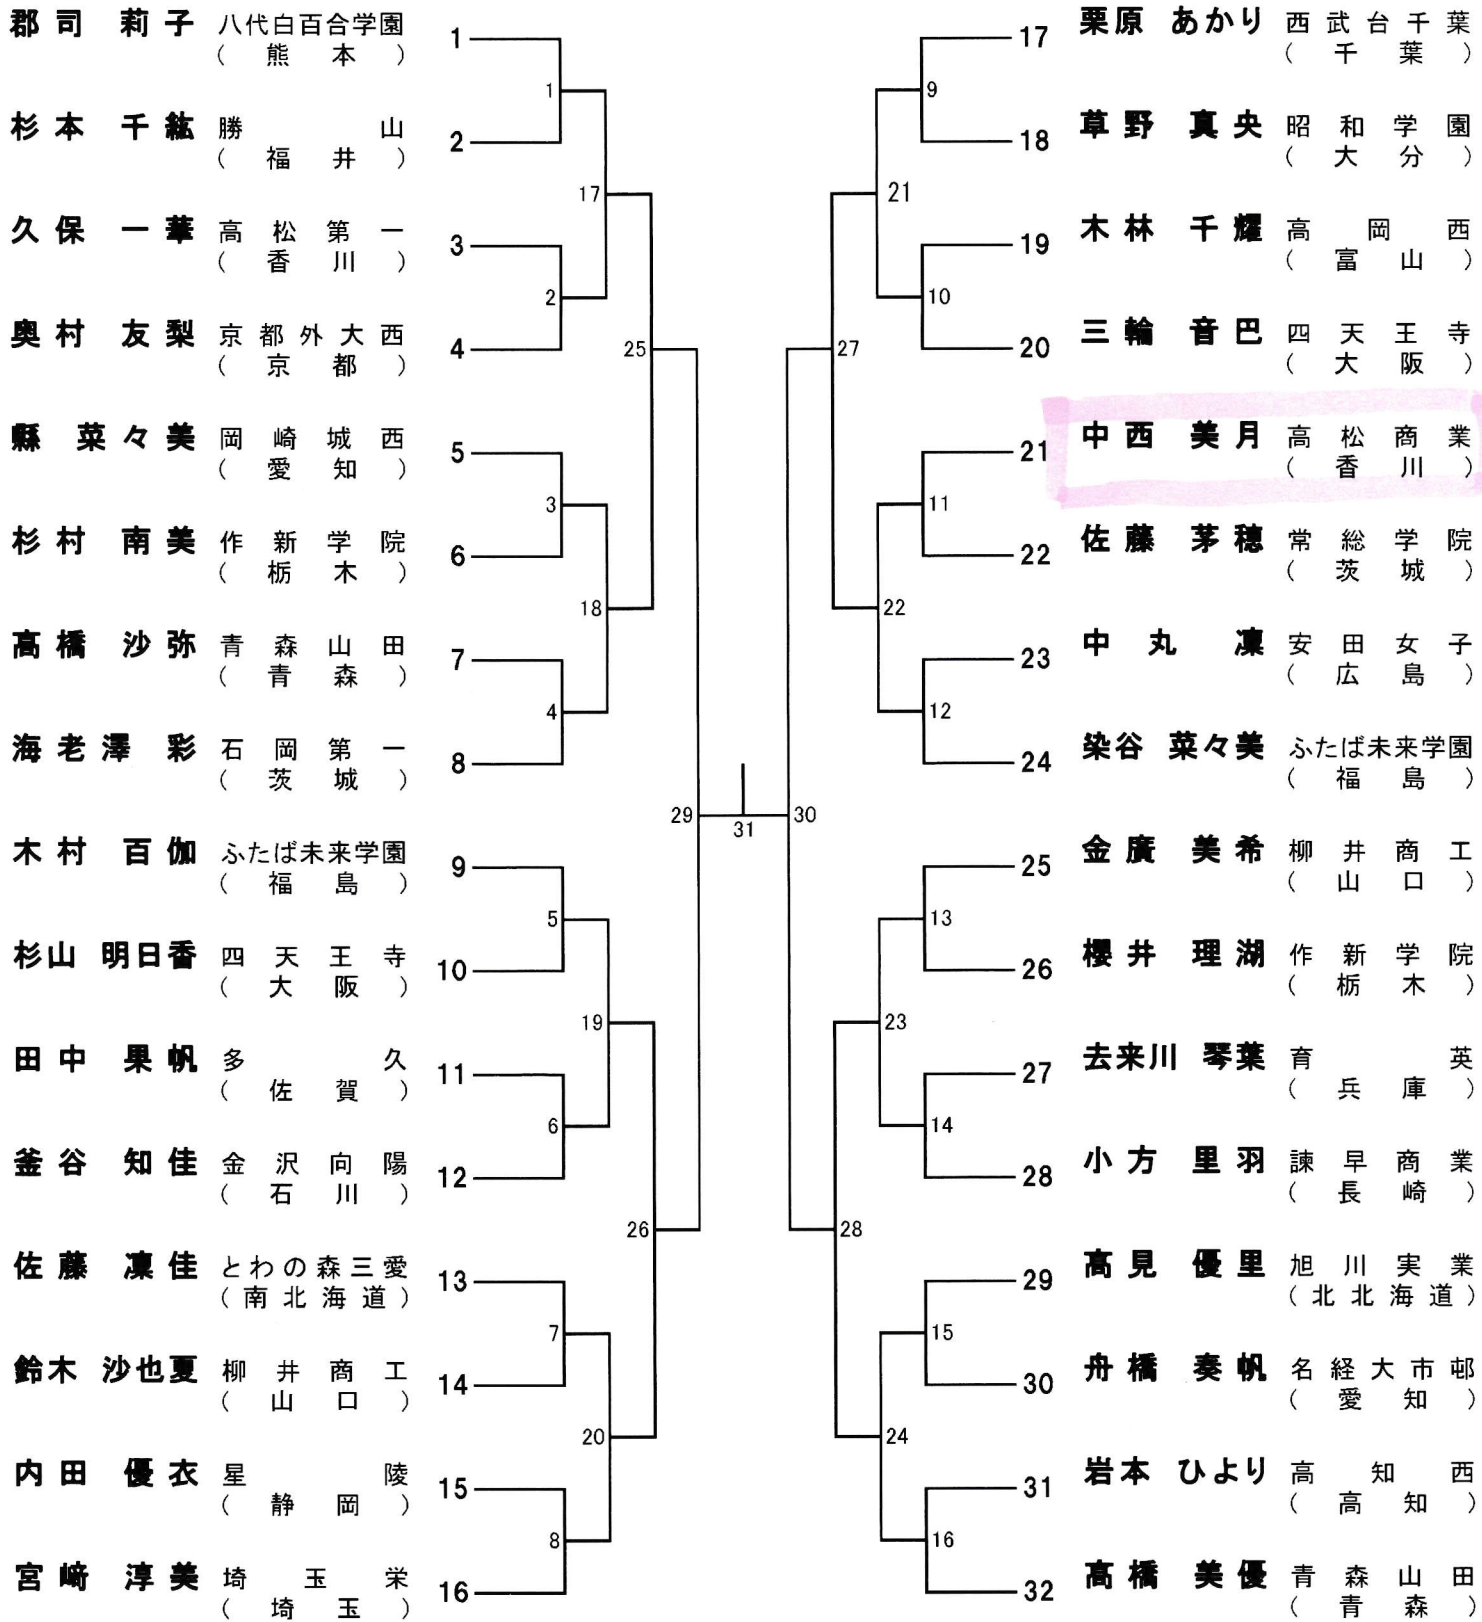 郡司 莉子 八代白百合学園 1
(熊本)
杉本 千紘 勝山 2
(福井)
久保 一華 高松第一 3
(香川)
奥村 友梨 京都外大西 4
(京都)
縣 菜々美 岡崎城西 5
(愛知)
杉村 南美 作新学院 6
(栃木)
髙橋 沙弥 青森山田 7
(青森)
海老澤 彩 石岡第一 8
(茨城)
木村 百伽 ふたば未来学園 9
(福島)
杉山 明日香 四天王寺 10
(大阪)
田中 果帆 多久 11
(佐賀)
釜谷 知佳 金沢向陽 12
(石川)
佐藤 凜佳 とわの森三愛 13
(南北海道)
鈴木 沙也夏 柳井商工 14
(山口)
内田 優衣 星陵 15
(静岡)
宮﨑 淳美 埼玉栄 16
(埼玉)
1
2
3
4
5
6
7
8
17
18
19
20
25
26
29
31
30
27
28
21
22
23
24
9
10
11
12
13
14
15
16
17 栗原 あかり 西武台千葉
(千葉)
18 草野 真央 昭和学園
(大分)
19 木林 千耀 高岡西
(富山)
20 三輪 音巴 四天王寺
(大阪)
21 中西 美月 高松商業
(香川)
22 佐藤 茅穂 常総学院
(茨城)
23 中丸 凜 安田女子
(広島)
24 染谷 菜々美 ふたば未来学園
(福島)
25 金廣 美希 柳井商工
(山口)
26 櫻井 理湖 作新学院
(栃木)
27 去来川 琴葉 育英
(兵庫)
28 小方 里羽 諫早商業
(長崎)
29 髙見 優里 旭川実業
(北北海道)
30 舟橋 奏帆 名経大市邨
(愛知)
31 岩本 ひより 高知西
(高知)
32 髙橋 美優 青森山田
(青森)